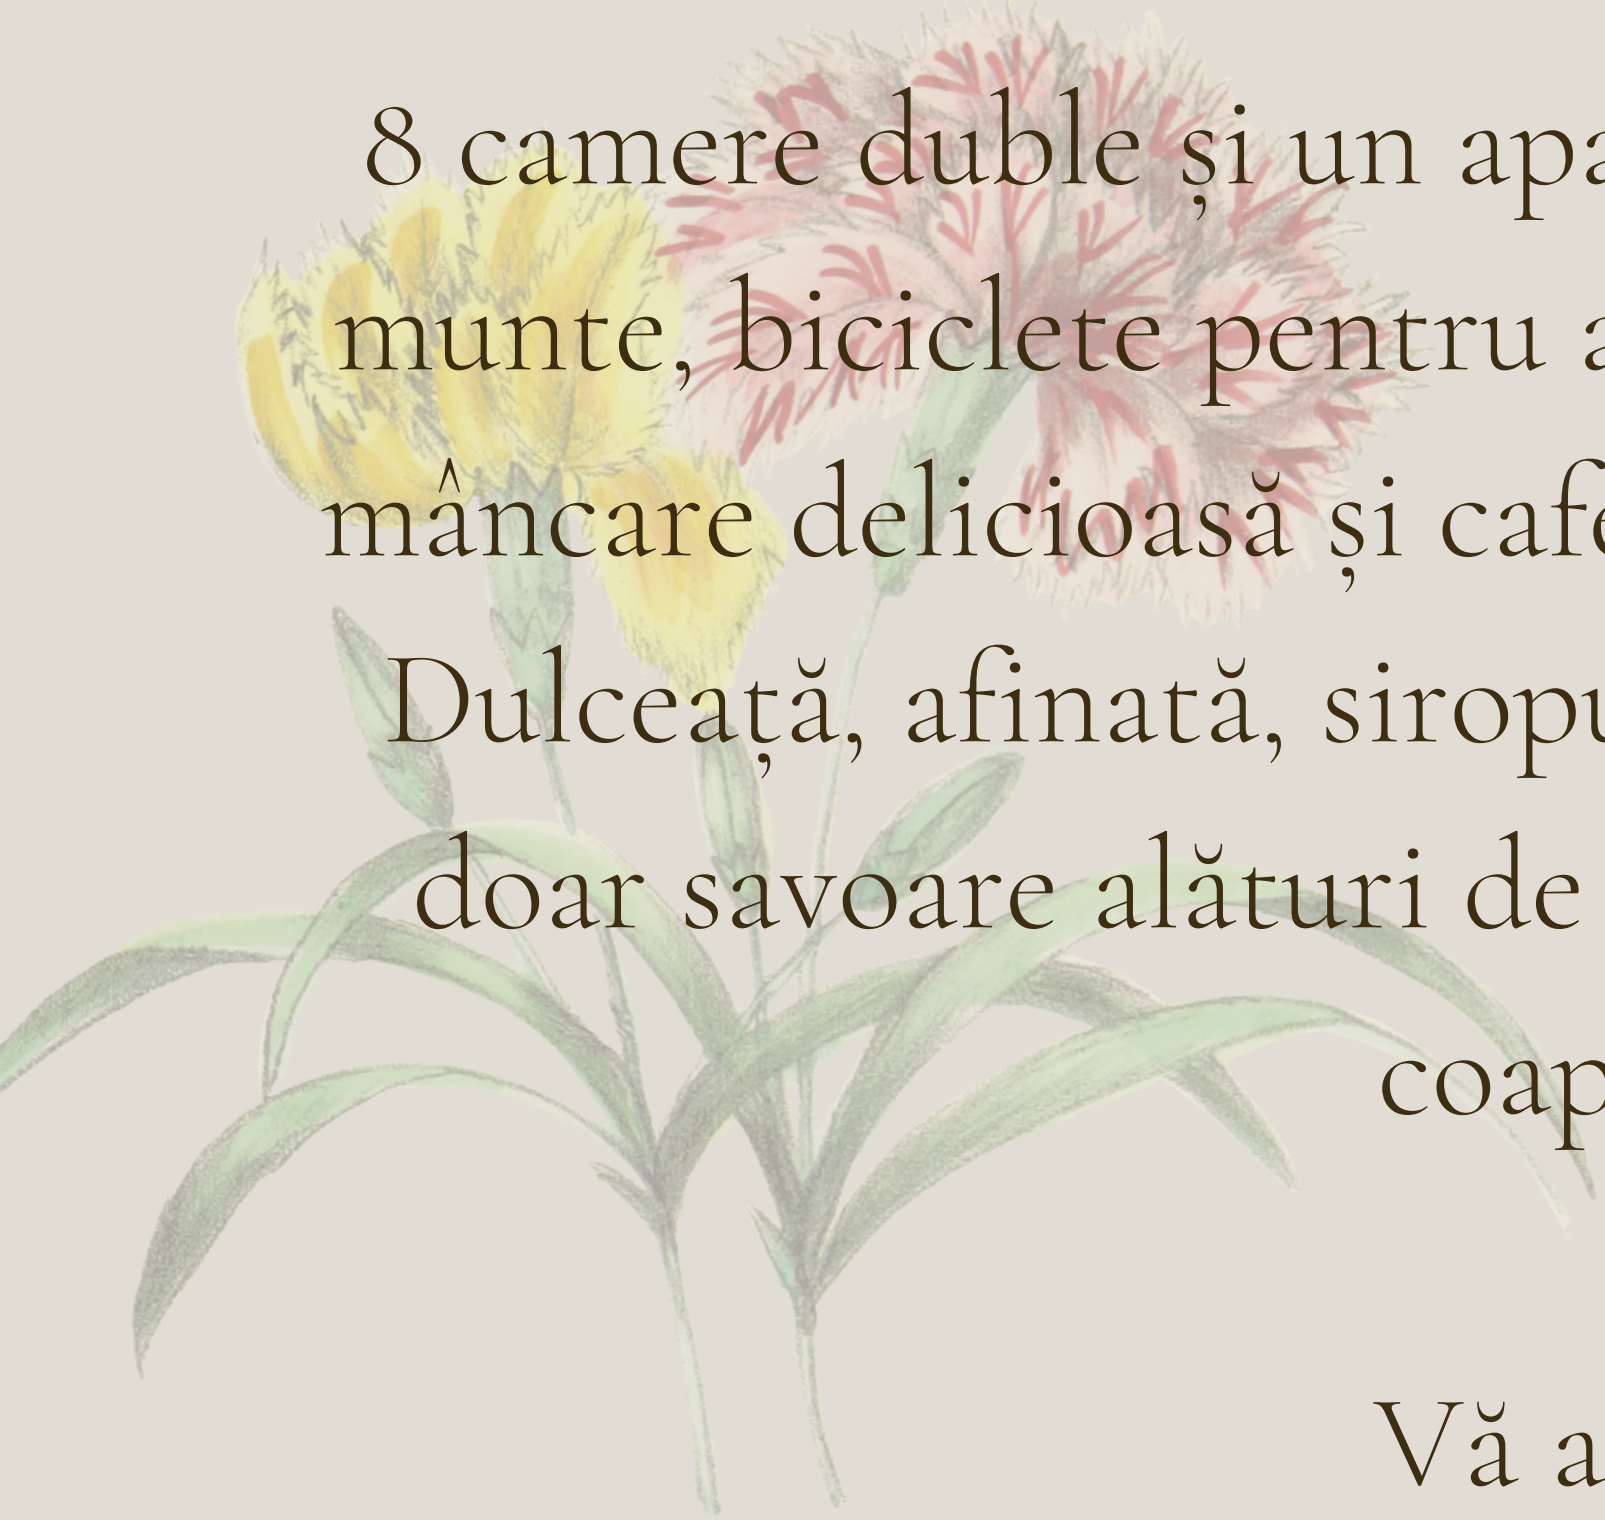 8 camere duble și un apa
munte, biciclete pentru a
mâncare delicioasă și cafe
Dulceață, afinată, siropu
doar savoare alături de
coap
Vă a